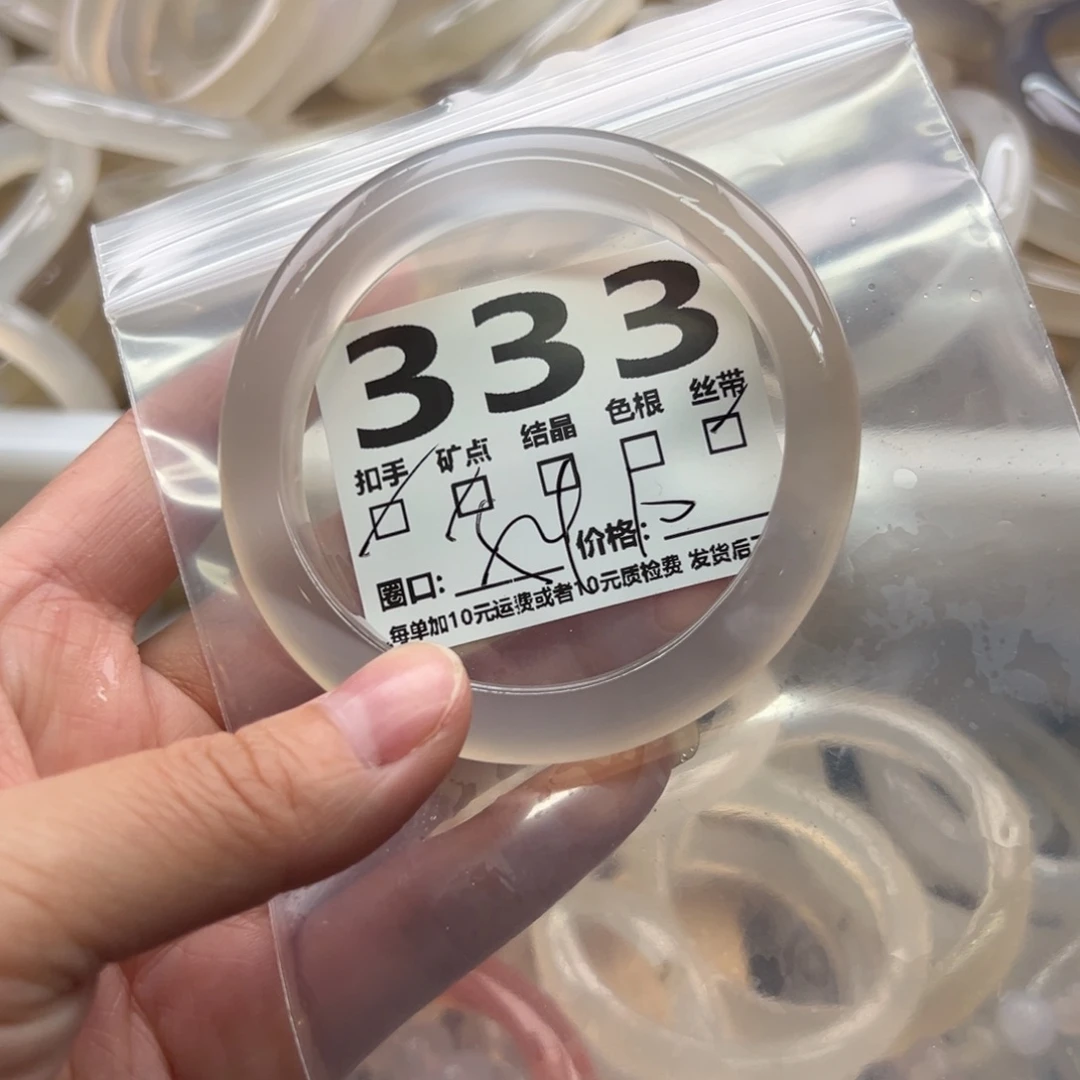 333
扣手 矿点 结晶 色根 丝带
圈口: 价格:
每单加10元运费或者10元质检费 发货后